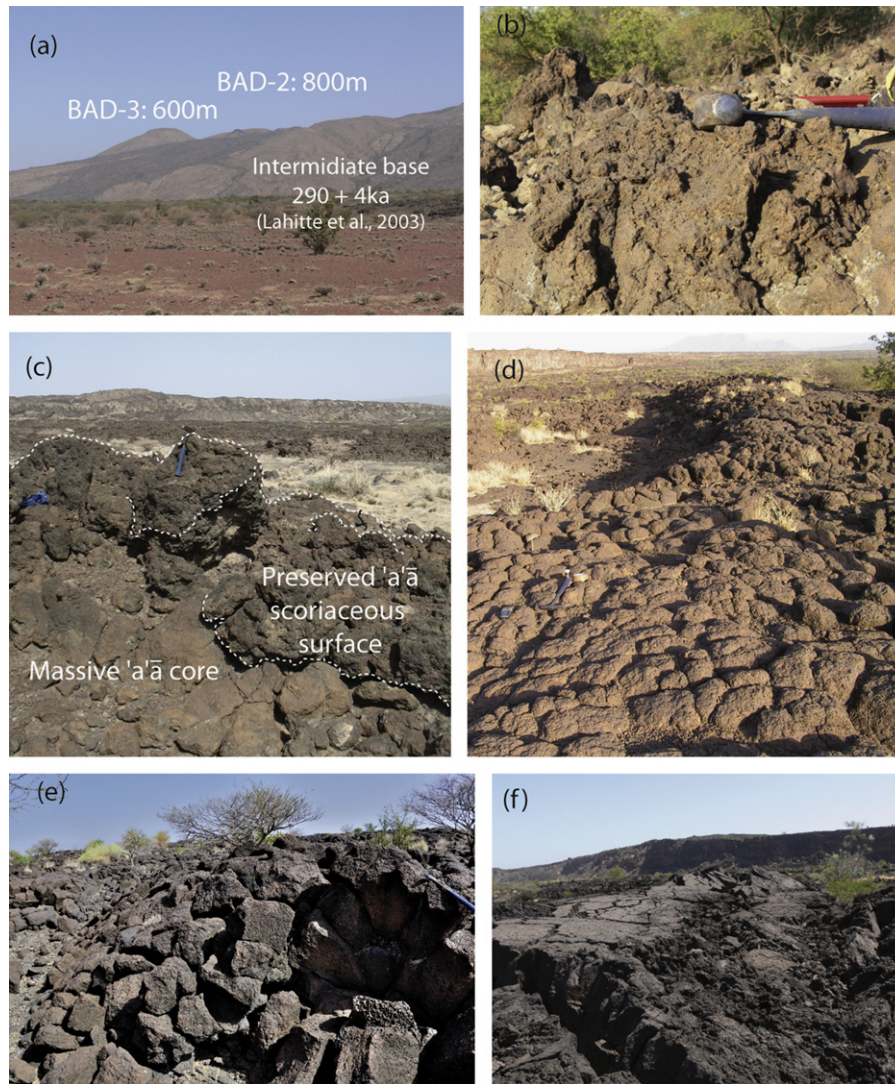 (a)
BAD-2: 800m
BAD-3: 600m
Intermidiate base
290 + 4ka
(Lahitte et al., 2003)
(b)
(c)
Preserved 'a'ā
scoriaceous
surface
Massive 'a'ā core
(d)
(e)
(f)